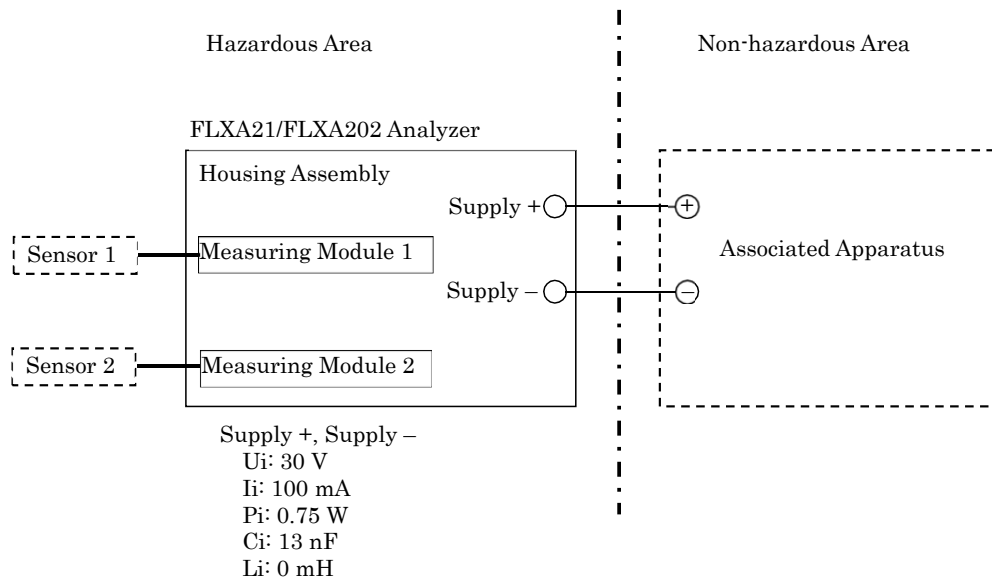 Hazardous Area
Non-hazardous Area
FLXA21/FLXA202 Analyzer
Housing Assembly
Supply +
+
Sensor 1
Measuring Module 1
Associated Apparatus
Supply –
–
Sensor 2
Measuring Module 2
Supply +, Supply –
Ui: 30 V
Ii: 100 mA
Pi: 0.75 W
Ci: 13 nF
Li: 0 mH